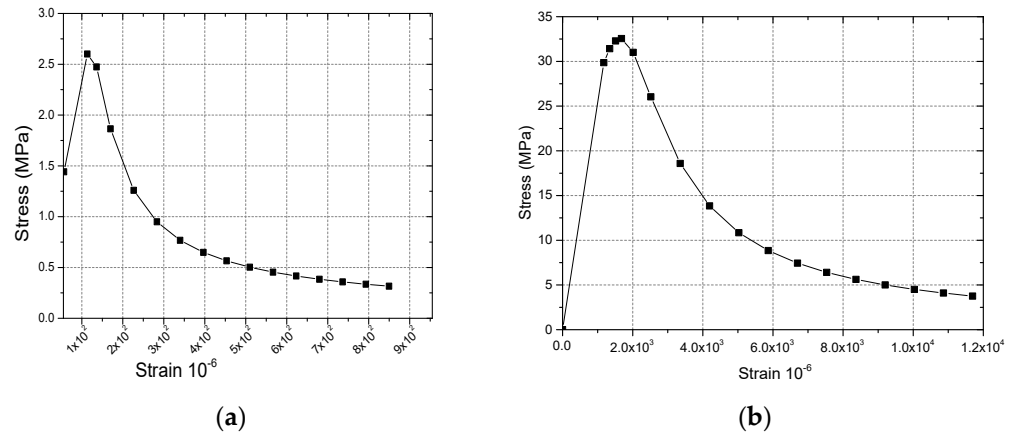 3.0
2.5
2.0
1.5
1.0
0.5
0.0
Stress (MPa)
1x10²
2x10²
3x10²
4x10²
5x10²
6x10²
7x10²
8x10²
9x10²
Strain 10⁻⁶
(a)
35
30
25
20
15
10
5
0
Stress (MPa)
0.0
2.0x10³
4.0x10³
6.0x10³
8.0x10³
1.0x10⁴
1.2x10⁴
Strain 10⁻⁶
(b)